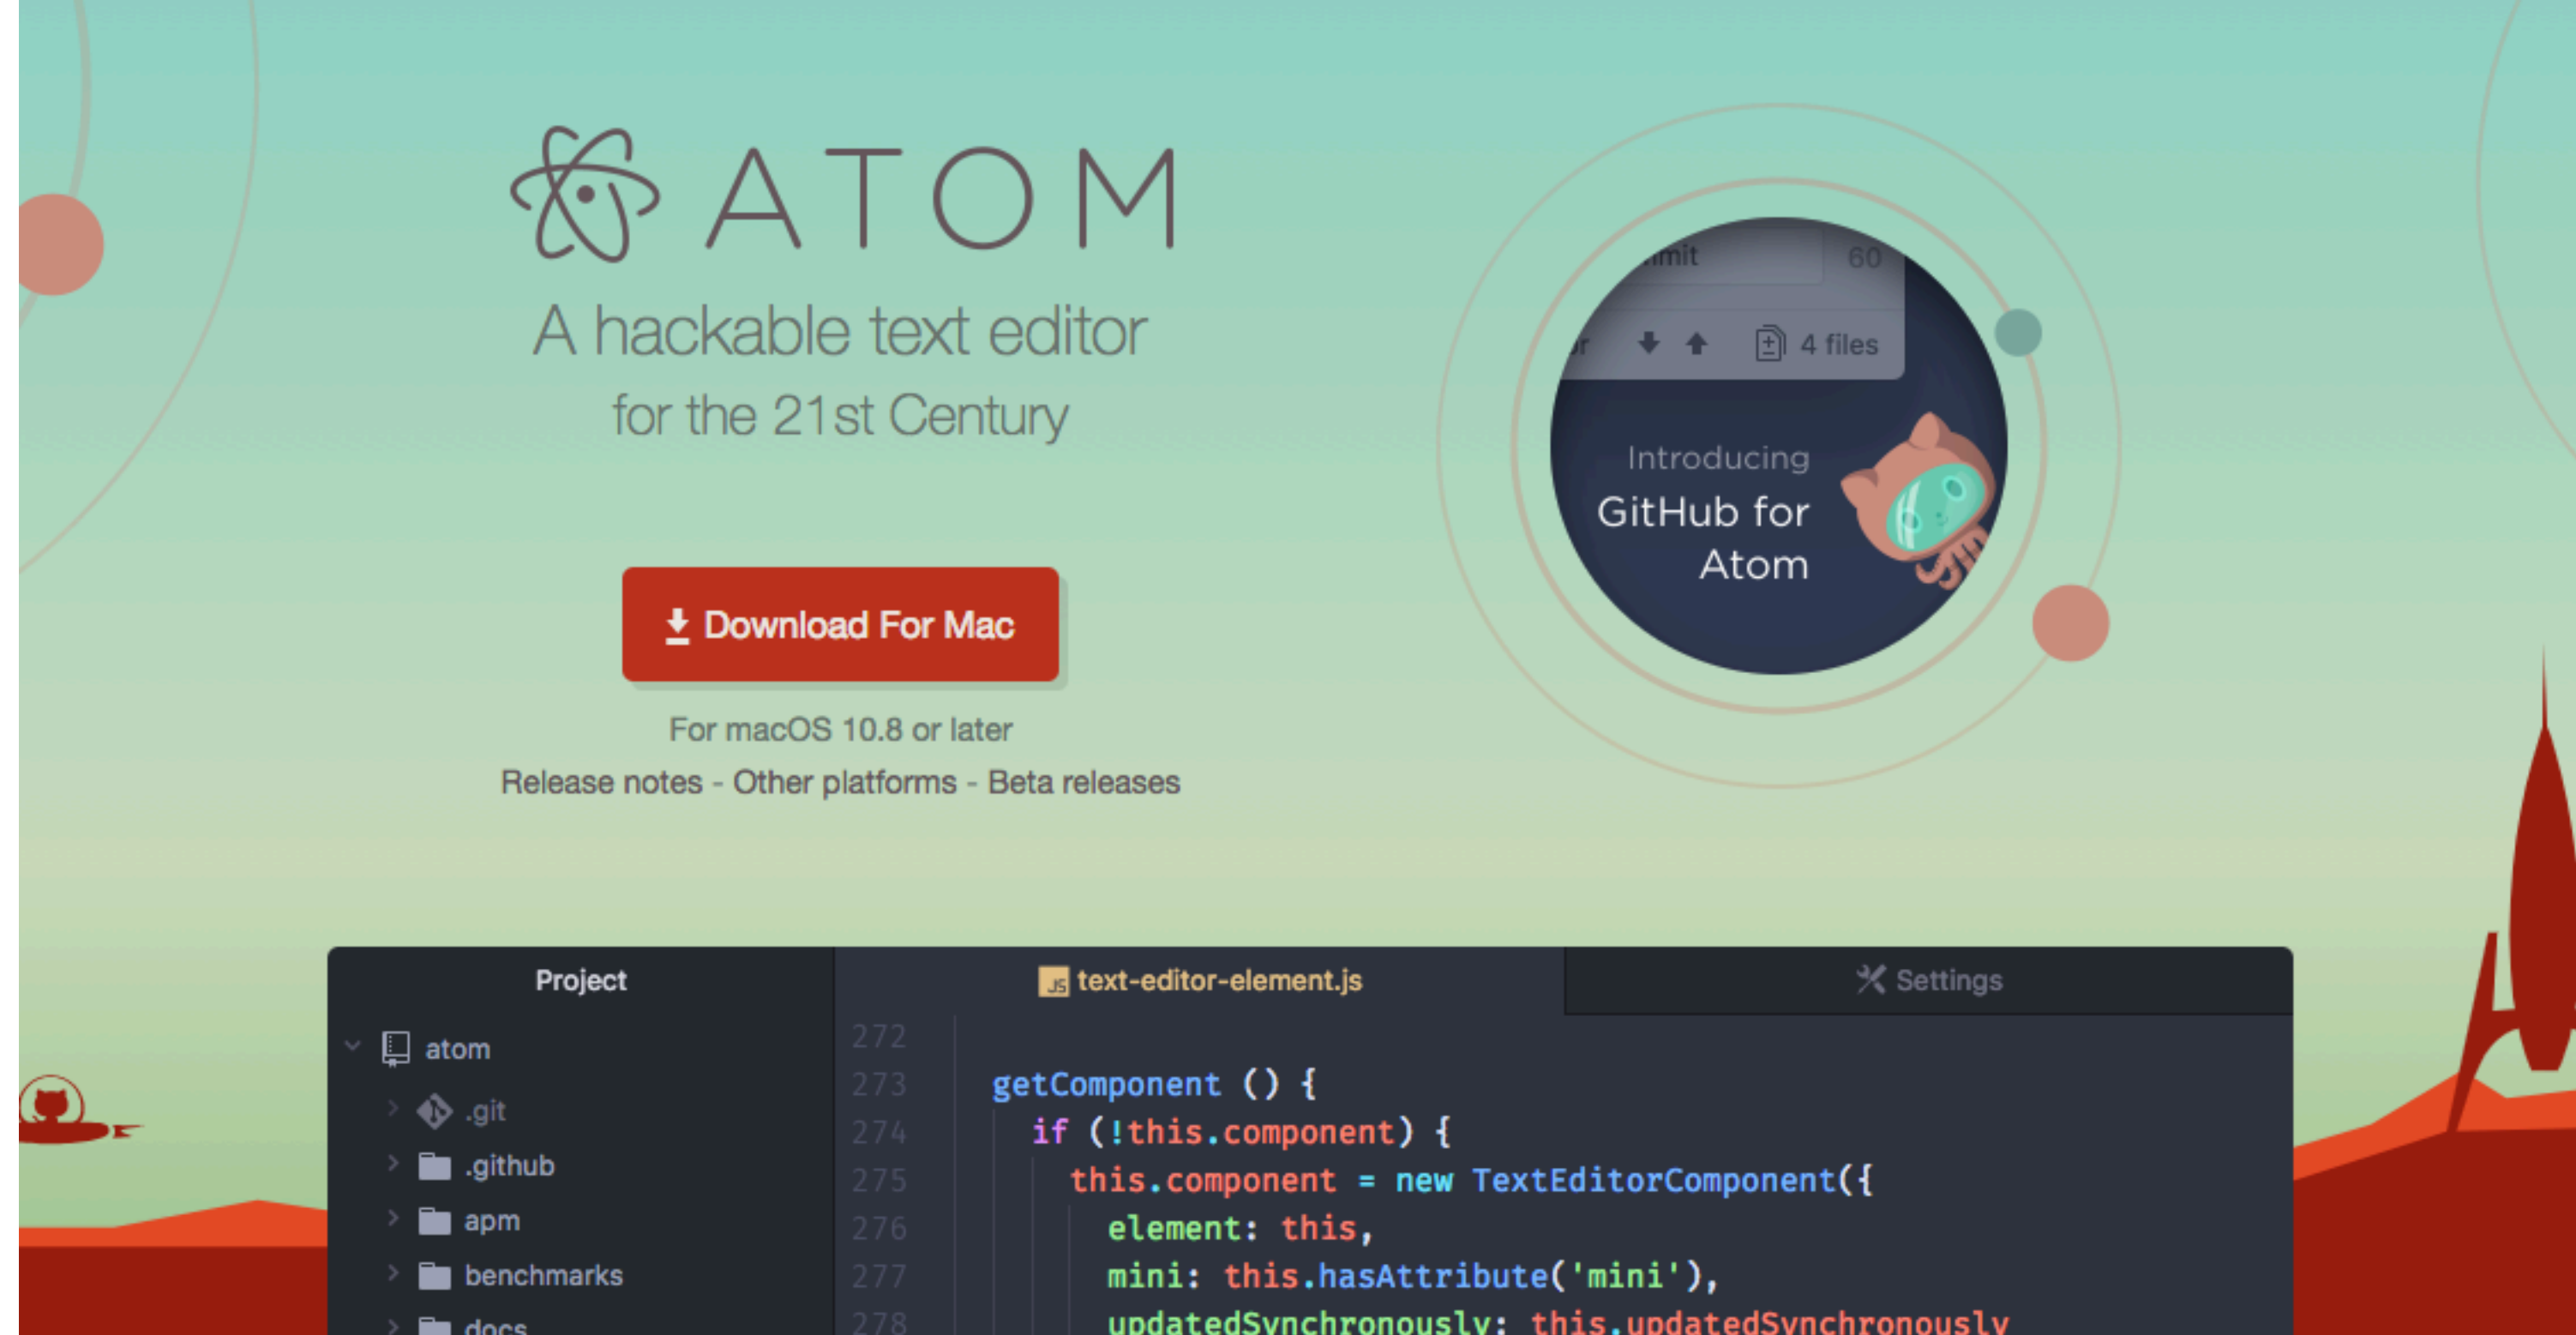 ATOM
A hackable text editor
for the 21st Century
Download For Mac
For macOS 10.8 or later
Release notes - Other platforms - Beta releases
60
4 files
Introducing
GitHub for
Atom
Project
atom
.git
.github
apm
benchmarks
docs
JS text-editor-element.js
Settings
272
273 getComponent () {
274 if (!this.component) {
275 this.component = new TextEditorComponent({
276 element: this,
277 mini: this.hasAttribute('mini'),
278 updatedSynchronously: this.updatedSynchronously